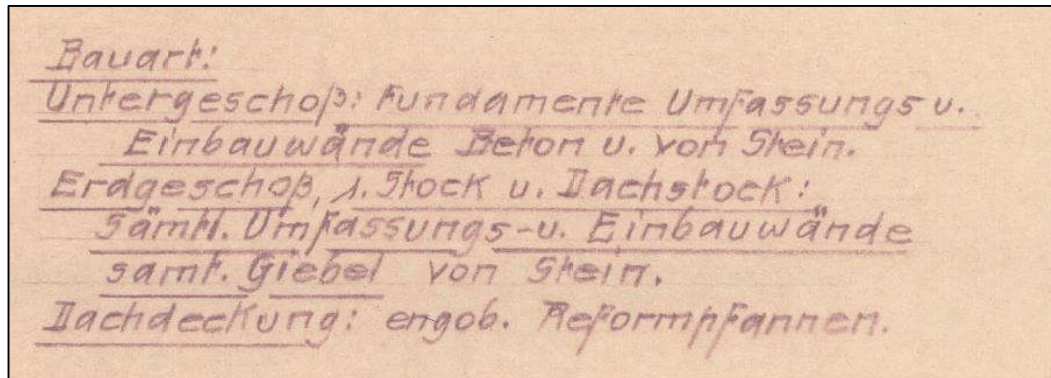 Bauart:
Untergeschoß: Fundamente Umfassungs u.
Einbauwände Beton u. von Stein.
Erdgeschoß, 1. Stock u. Dachstock:
Sämtl. Umfassungs-u. Einbauwände
samt. Giebel von Stein.
Dachdeckung: engob. Reformpfannen.